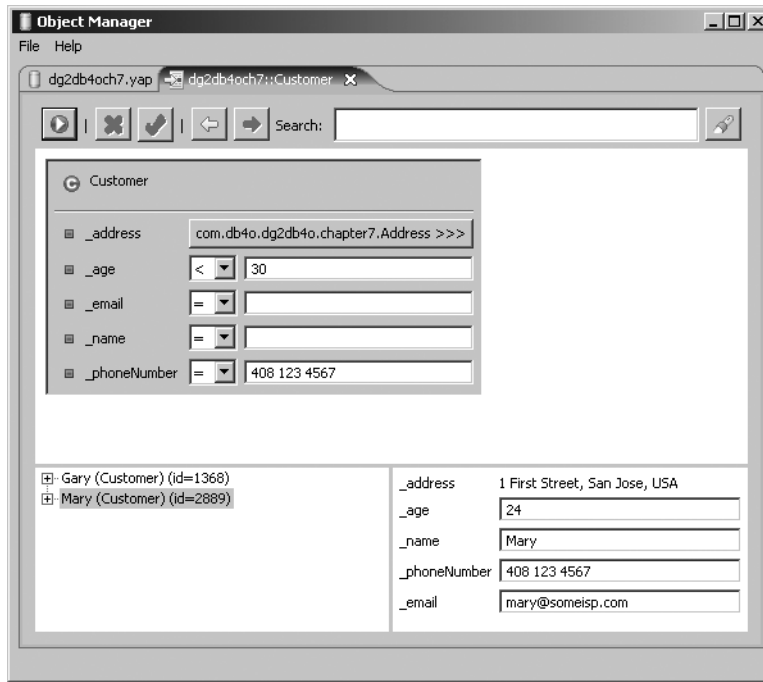 Object Manager
File Help
dg2db4och7.yap dg2db4och7::Customer
Search:
Customer
_address com.db4o.dg2db4o.chapter7.Address >>>
_age < 30
_email =
_name =
_phoneNumber = 408 123 4567
Gary (Customer) (id=1368)
Mary (Customer) (id=2889)
_address 1 First Street, San Jose, USA
_age 24
_name Mary
_phoneNumber 408 123 4567
_email mary@someisp.com